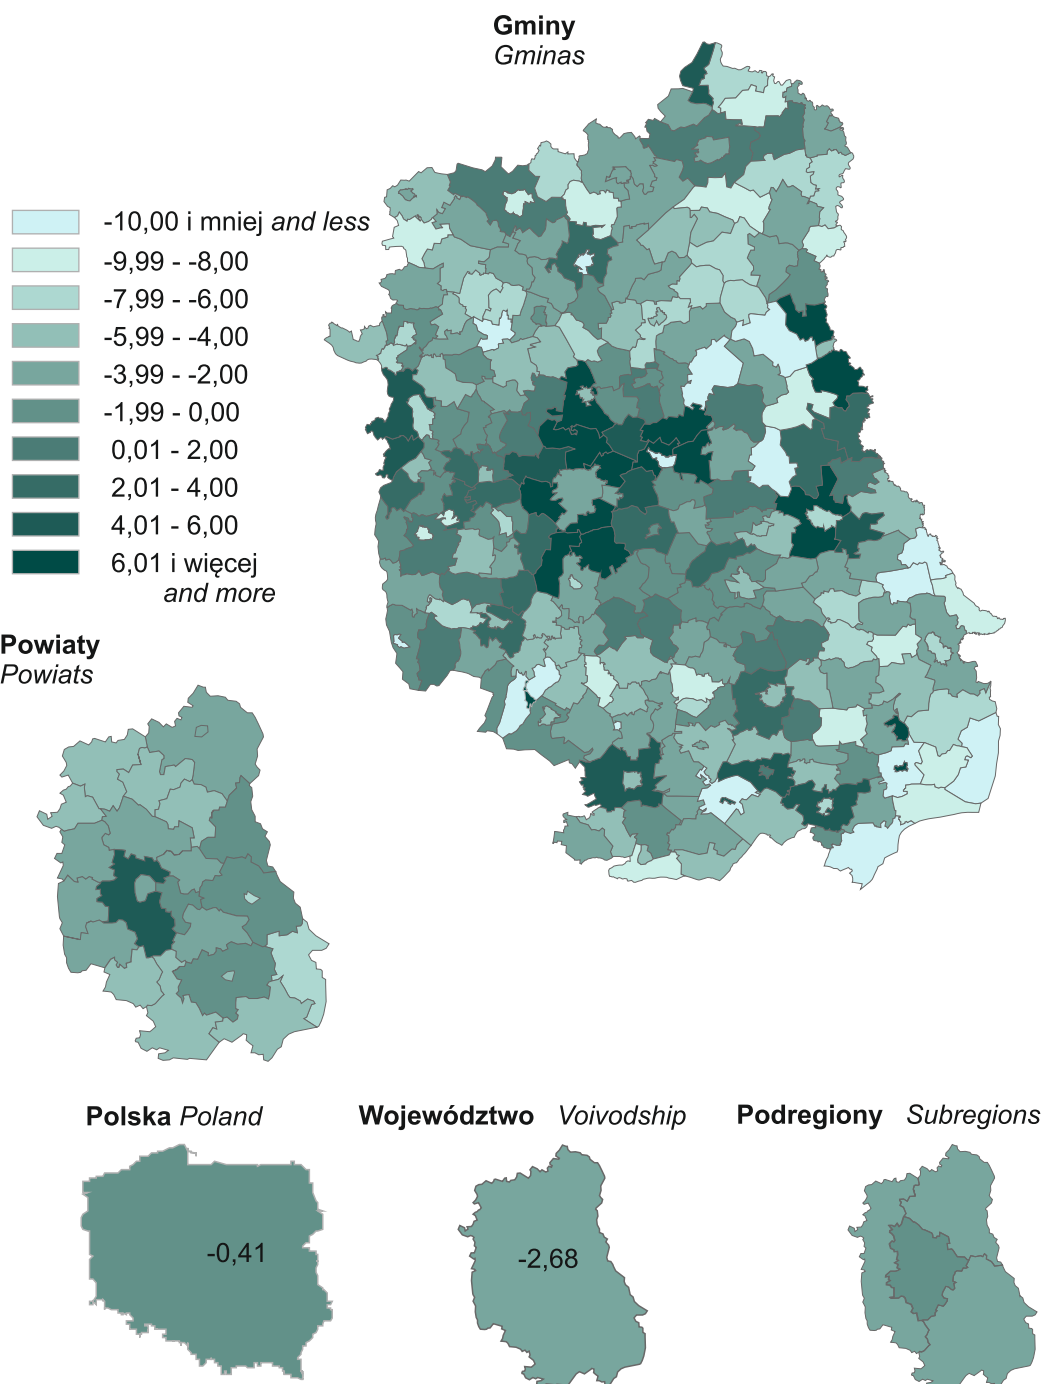 Gminy
Gminas
-10,00 i mniej and less
-9,99 - -8,00
-7,99 - -6,00
-5,99 - -4,00
-3,99 - -2,00
-1,99 - 0,00
0,01 - 2,00
2,01 - 4,00
4,01 - 6,00
6,01 i więcej
and more
Powiaty
Powiats
Polska Poland
Województwo Voivodship
Podregiony Subregions
-0,41
-2,68